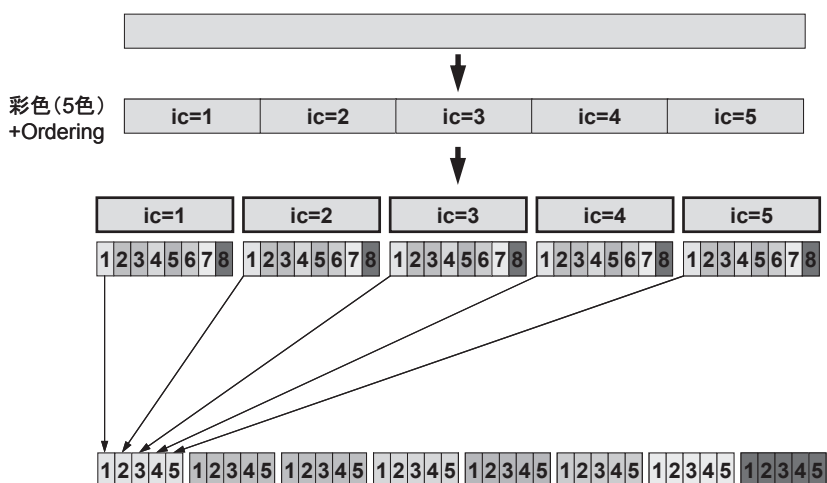 彩色(5色)
+Ordering
ic=1 ic=2 ic=3 ic=4 ic=5
ic=1 ic=2 ic=3 ic=4 ic=5
12345678 12345678 12345678 12345678 12345678
12345 12345 12345 12345 12345 12345 12345 12345